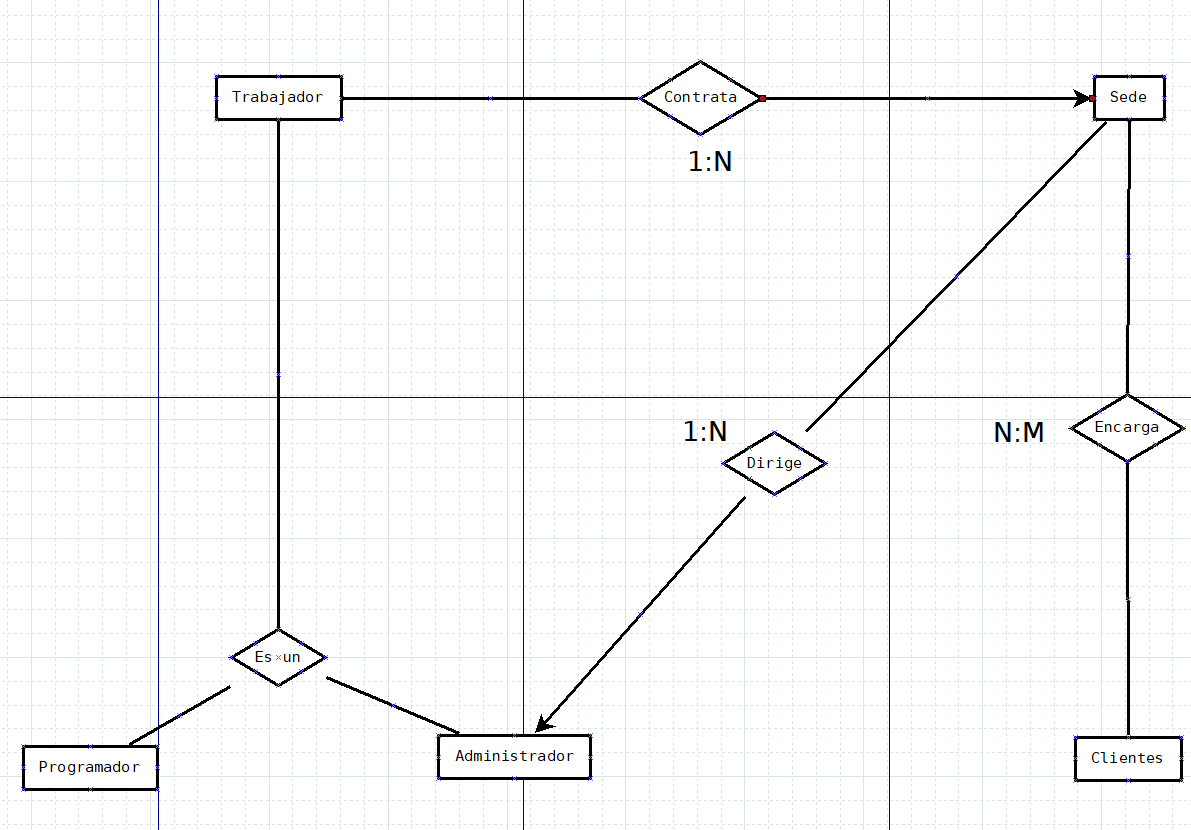 Trabajador
Contrata
Sede
1:N
1:N
Dirige
N:M
Encarga
Es un
Programador
Administrador
Clientes